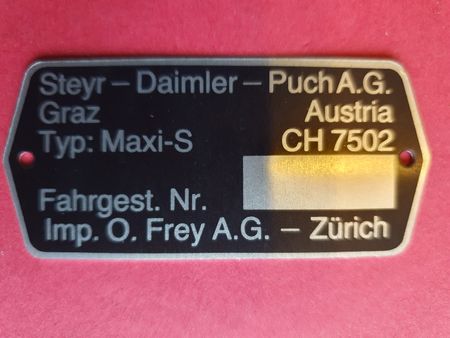 Steyr – Daimler – Puch A.G.
Graz Austria
Typ: Maxi-S CH 7502
Fahrgest. Nr.
Imp. O. Frey A.G. – Zürich